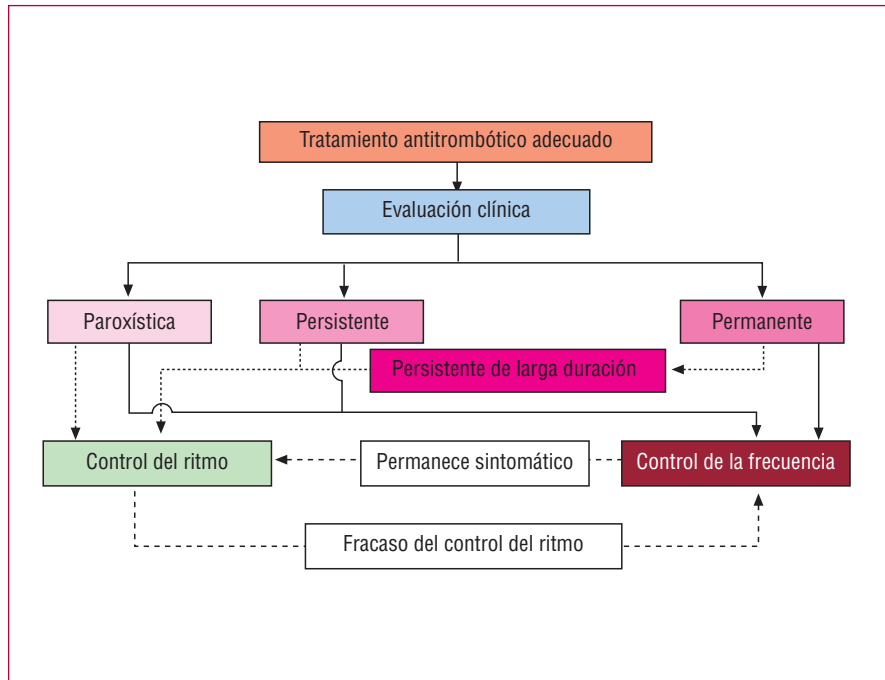 Tratamiento antitrombótico adecuado
Evaluación clínica
Paroxística
Persistente
Permanente
Persistente de larga duración
Control del ritmo
Permanece sintomático
Control de la frecuencia
Fracaso del control del ritmo